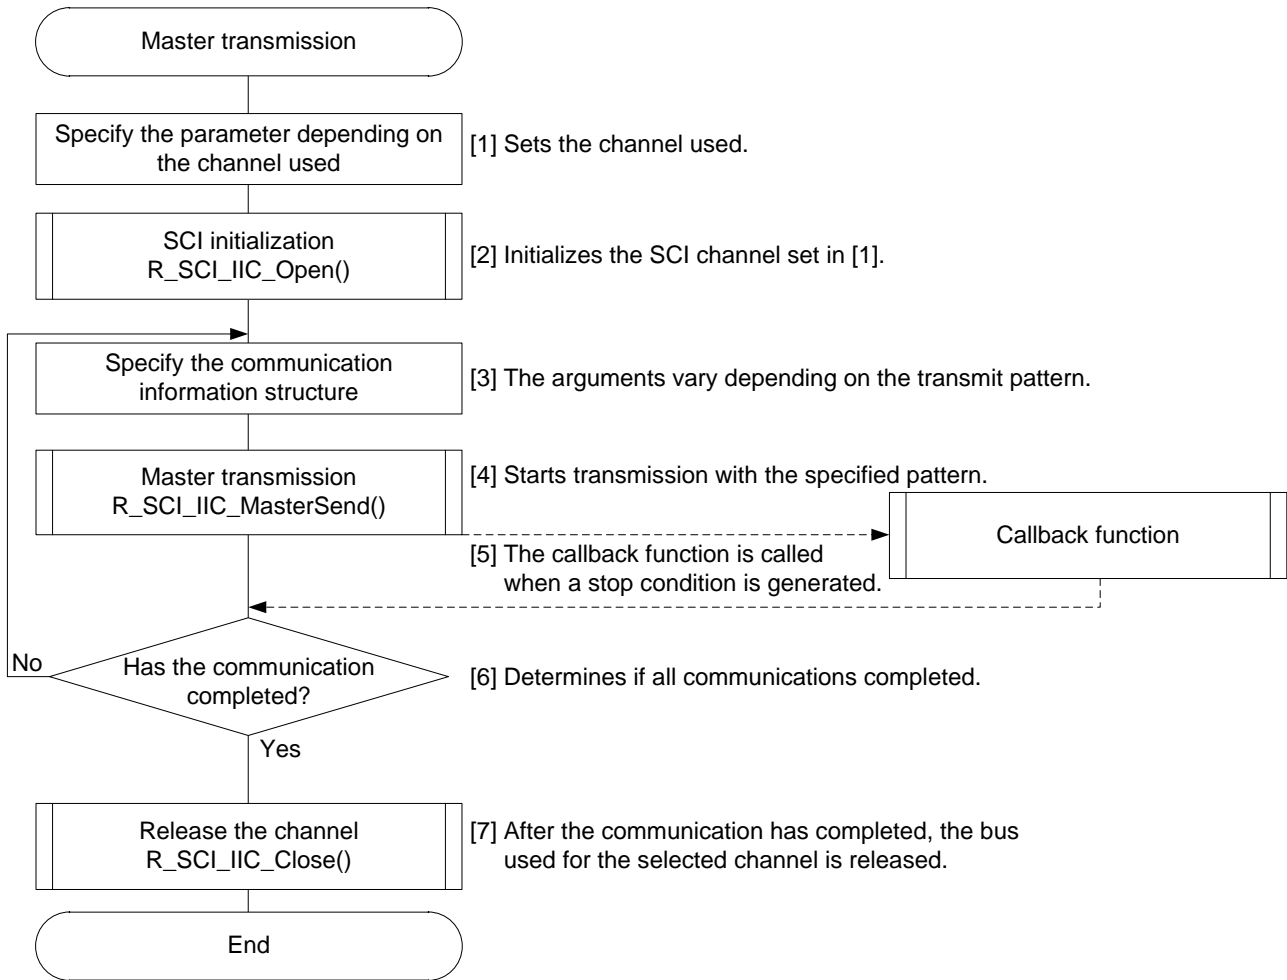 Master transmission
Specify the parameter depending on
the channel used
[1] Sets the channel used.
SCI initialization
R_SCI_IIC_Open()
[2] Initializes the SCI channel set in [1].
Specify the communication
information structure
[3] The arguments vary depending on the transmit pattern.
Master transmission
R_SCI_IIC_MasterSend()
[4] Starts transmission with the specified pattern.
Callback function
[5] The callback function is called
when a stop condition is generated.
No
Has the communication
completed?
[6] Determines if all communications completed.
Yes
Release the channel
R_SCI_IIC_Close()
[7] After the communication has completed, the bus
used for the selected channel is released.
End